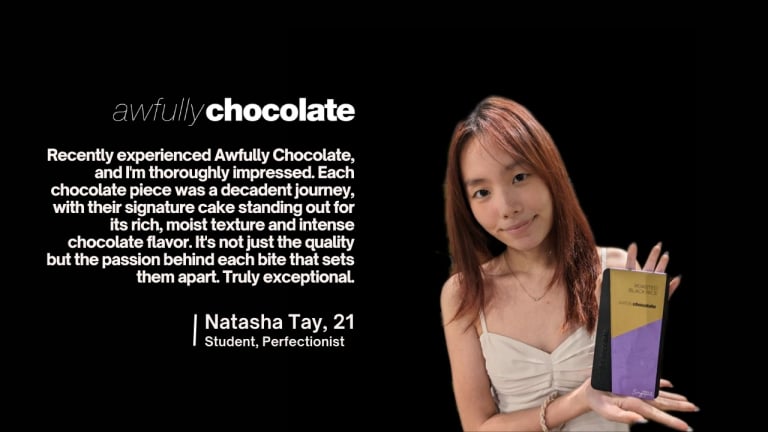 awfullychocolate
Recently experienced Awfully Chocolate,
and I'm thoroughly impressed. Each
chocolate piece was a decadent journey,
with their signature cake standing out for
its rich, moist texture and intense
chocolate flavor. It's not just the quality
but the passion behind each bite that sets
them apart. Truly exceptional.
Natasha Tay, 21
Student, Perfectionist
ROASTED
BLACK RICE
awfullychocolate